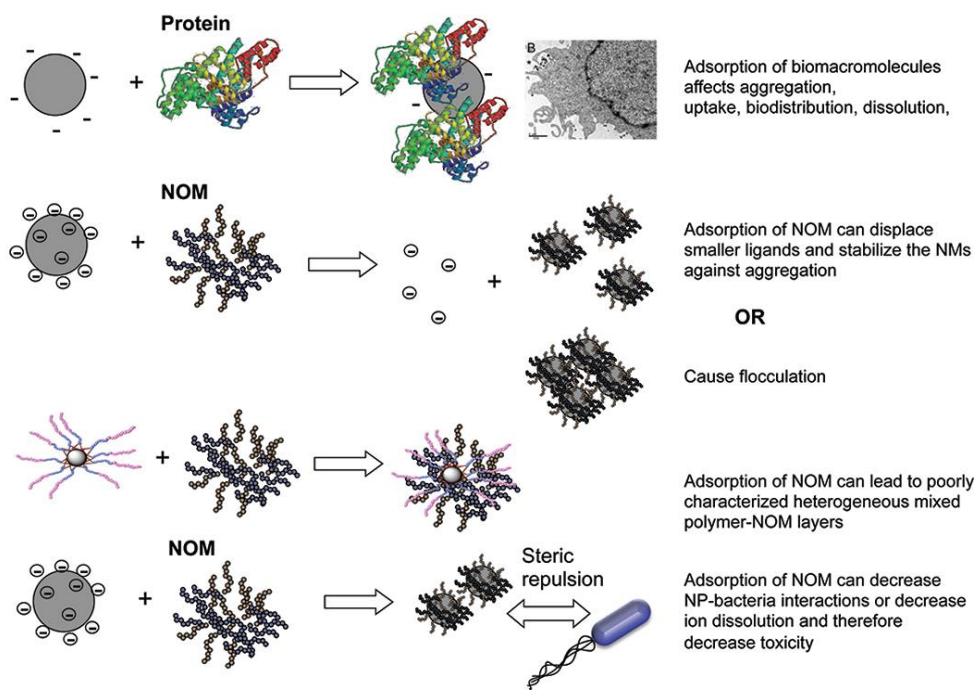 Protein
B
Adsorption of biomacromolecules
affects aggregation,
uptake, biodistribution, dissolution,
NOM
Adsorption of NOM can displace
smaller ligands and stabilize the NMs
against aggregation
OR
Cause flocculation
Adsorption of NOM can lead to poorly
characterized heterogeneous mixed
polymer-NOM layers
NOM
Steric
repulsion
Adsorption of NOM can decrease
NP-bacteria interactions or decrease
ion dissolution and therefore
decrease toxicity